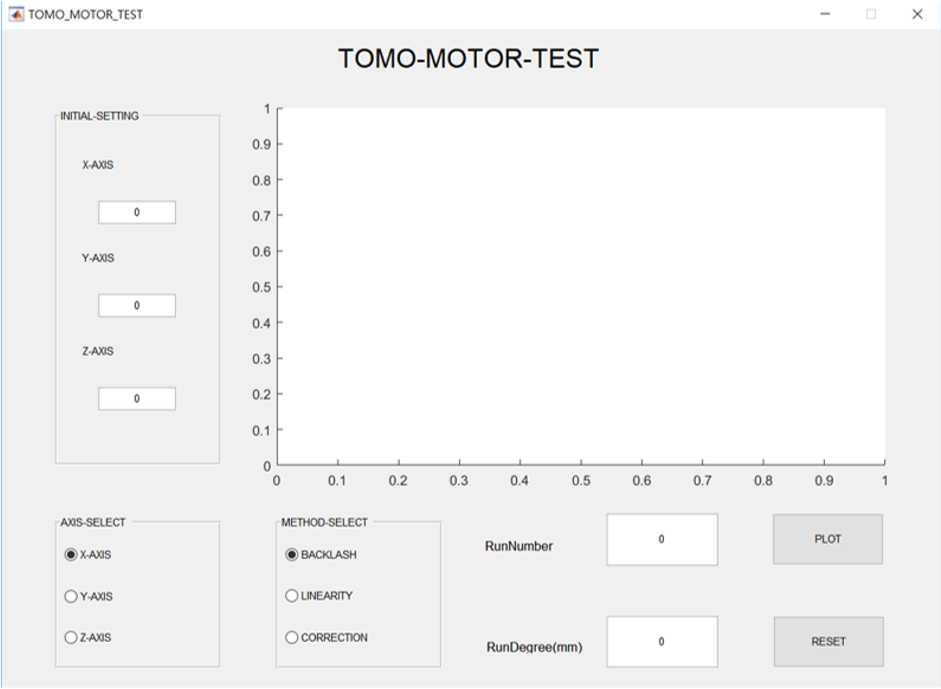 TOMO_MOTOR_TEST
TOMO-MOTOR-TEST
INITIAL-SETTING
X-AXIS
0
Y-AXIS
0
Z-AXIS
0
1
0.9
0.8
0.7
0.6
0.5
0.4
0.3
0.2
0.1
0
0 0.1 0.2 0.3 0.4 0.5 0.6 0.7 0.8 0.9 1
AXIS-SELECT
X-AXIS
Y-AXIS
Z-AXIS
METHOD-SELECT
BACKLASH
LINEARITY
CORRECTION
RunNumber 0 PLOT
RunDegree(mm) 0 RESET